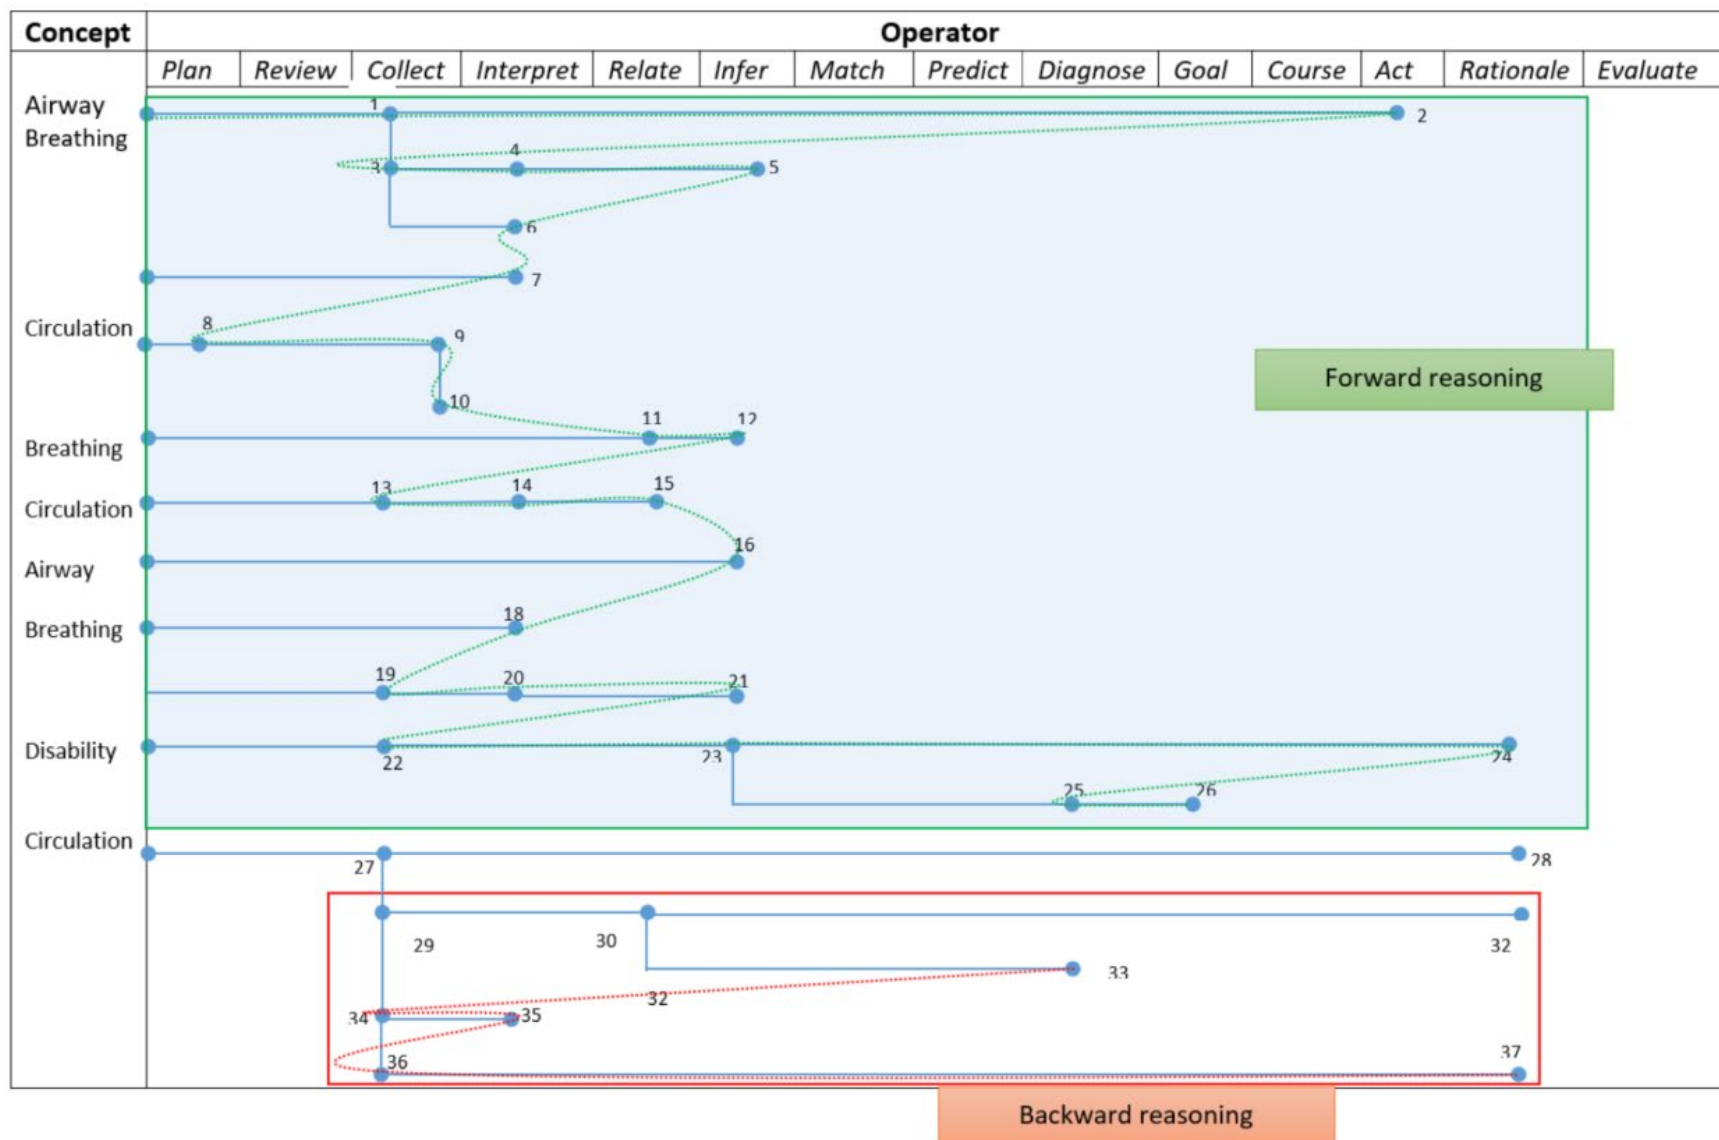 Concept Operator
Plan Review Collect Interpret Relate Infer Match Predict Diagnose Goal Course Act Rationale Evaluate
Airway
1
2
Breathing
4
3 5
6
7
Circulation 8
9
Forward reasoning
10
11 12
Breathing
13 14 15
Circulation
16
Airway
18
Breathing
19 20 21
Disability
22 23 24
25 26
Circulation
27 28
29 30 32
33
32
34 35
36 37
Backward reasoning